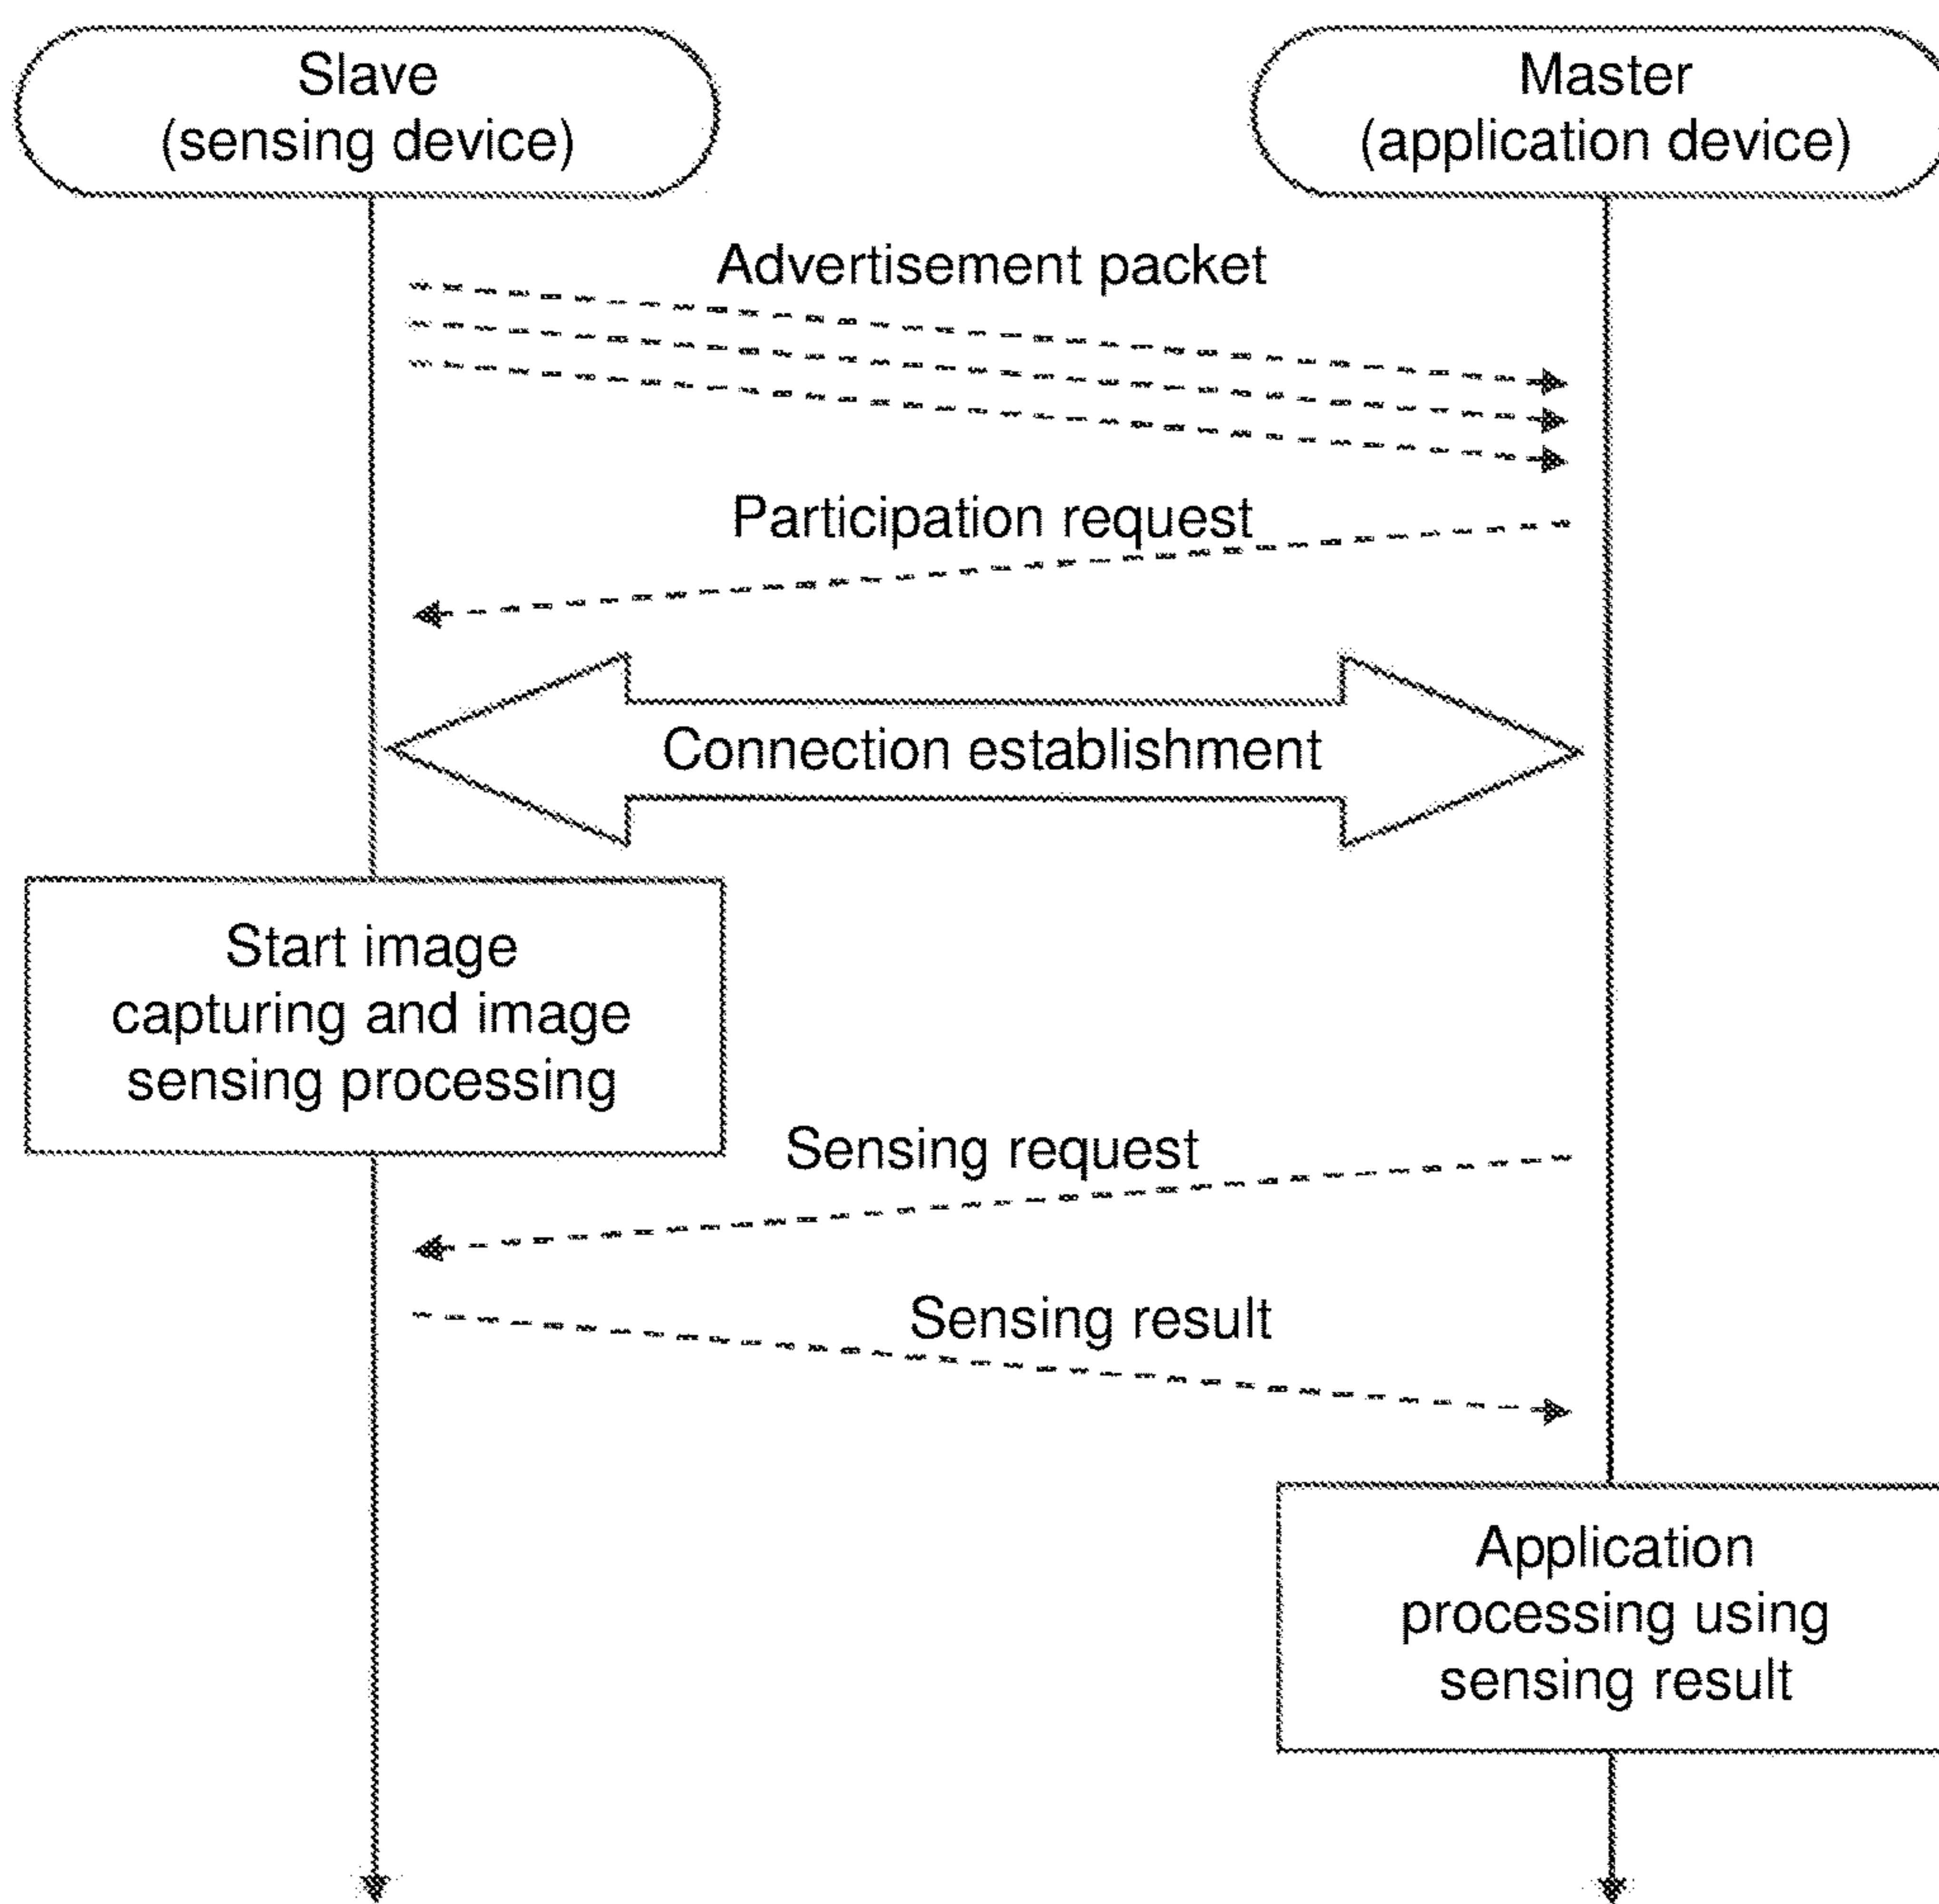 Slave
(sensing device)
Master
(application device)
Advertisement packet
Participation request
Connection establishment
Start image
capturing and image
sensing processing
Sensing request
Sensing result
Application
processing using
sensing result